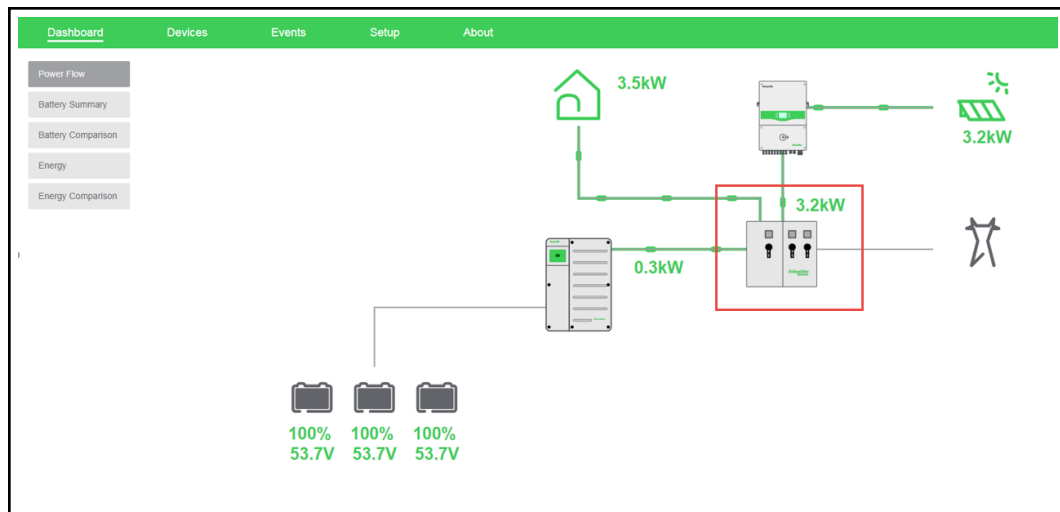 Dashboard
Devices
Events
Setup
About
Power Flow
Battery Summary
Battery Comparison
Energy
Energy Comparison
3.5kW
3.2kW
3.2kW
0.3kW
Schneider
100%
100%
100%
53.7V
53.7V
53.7V